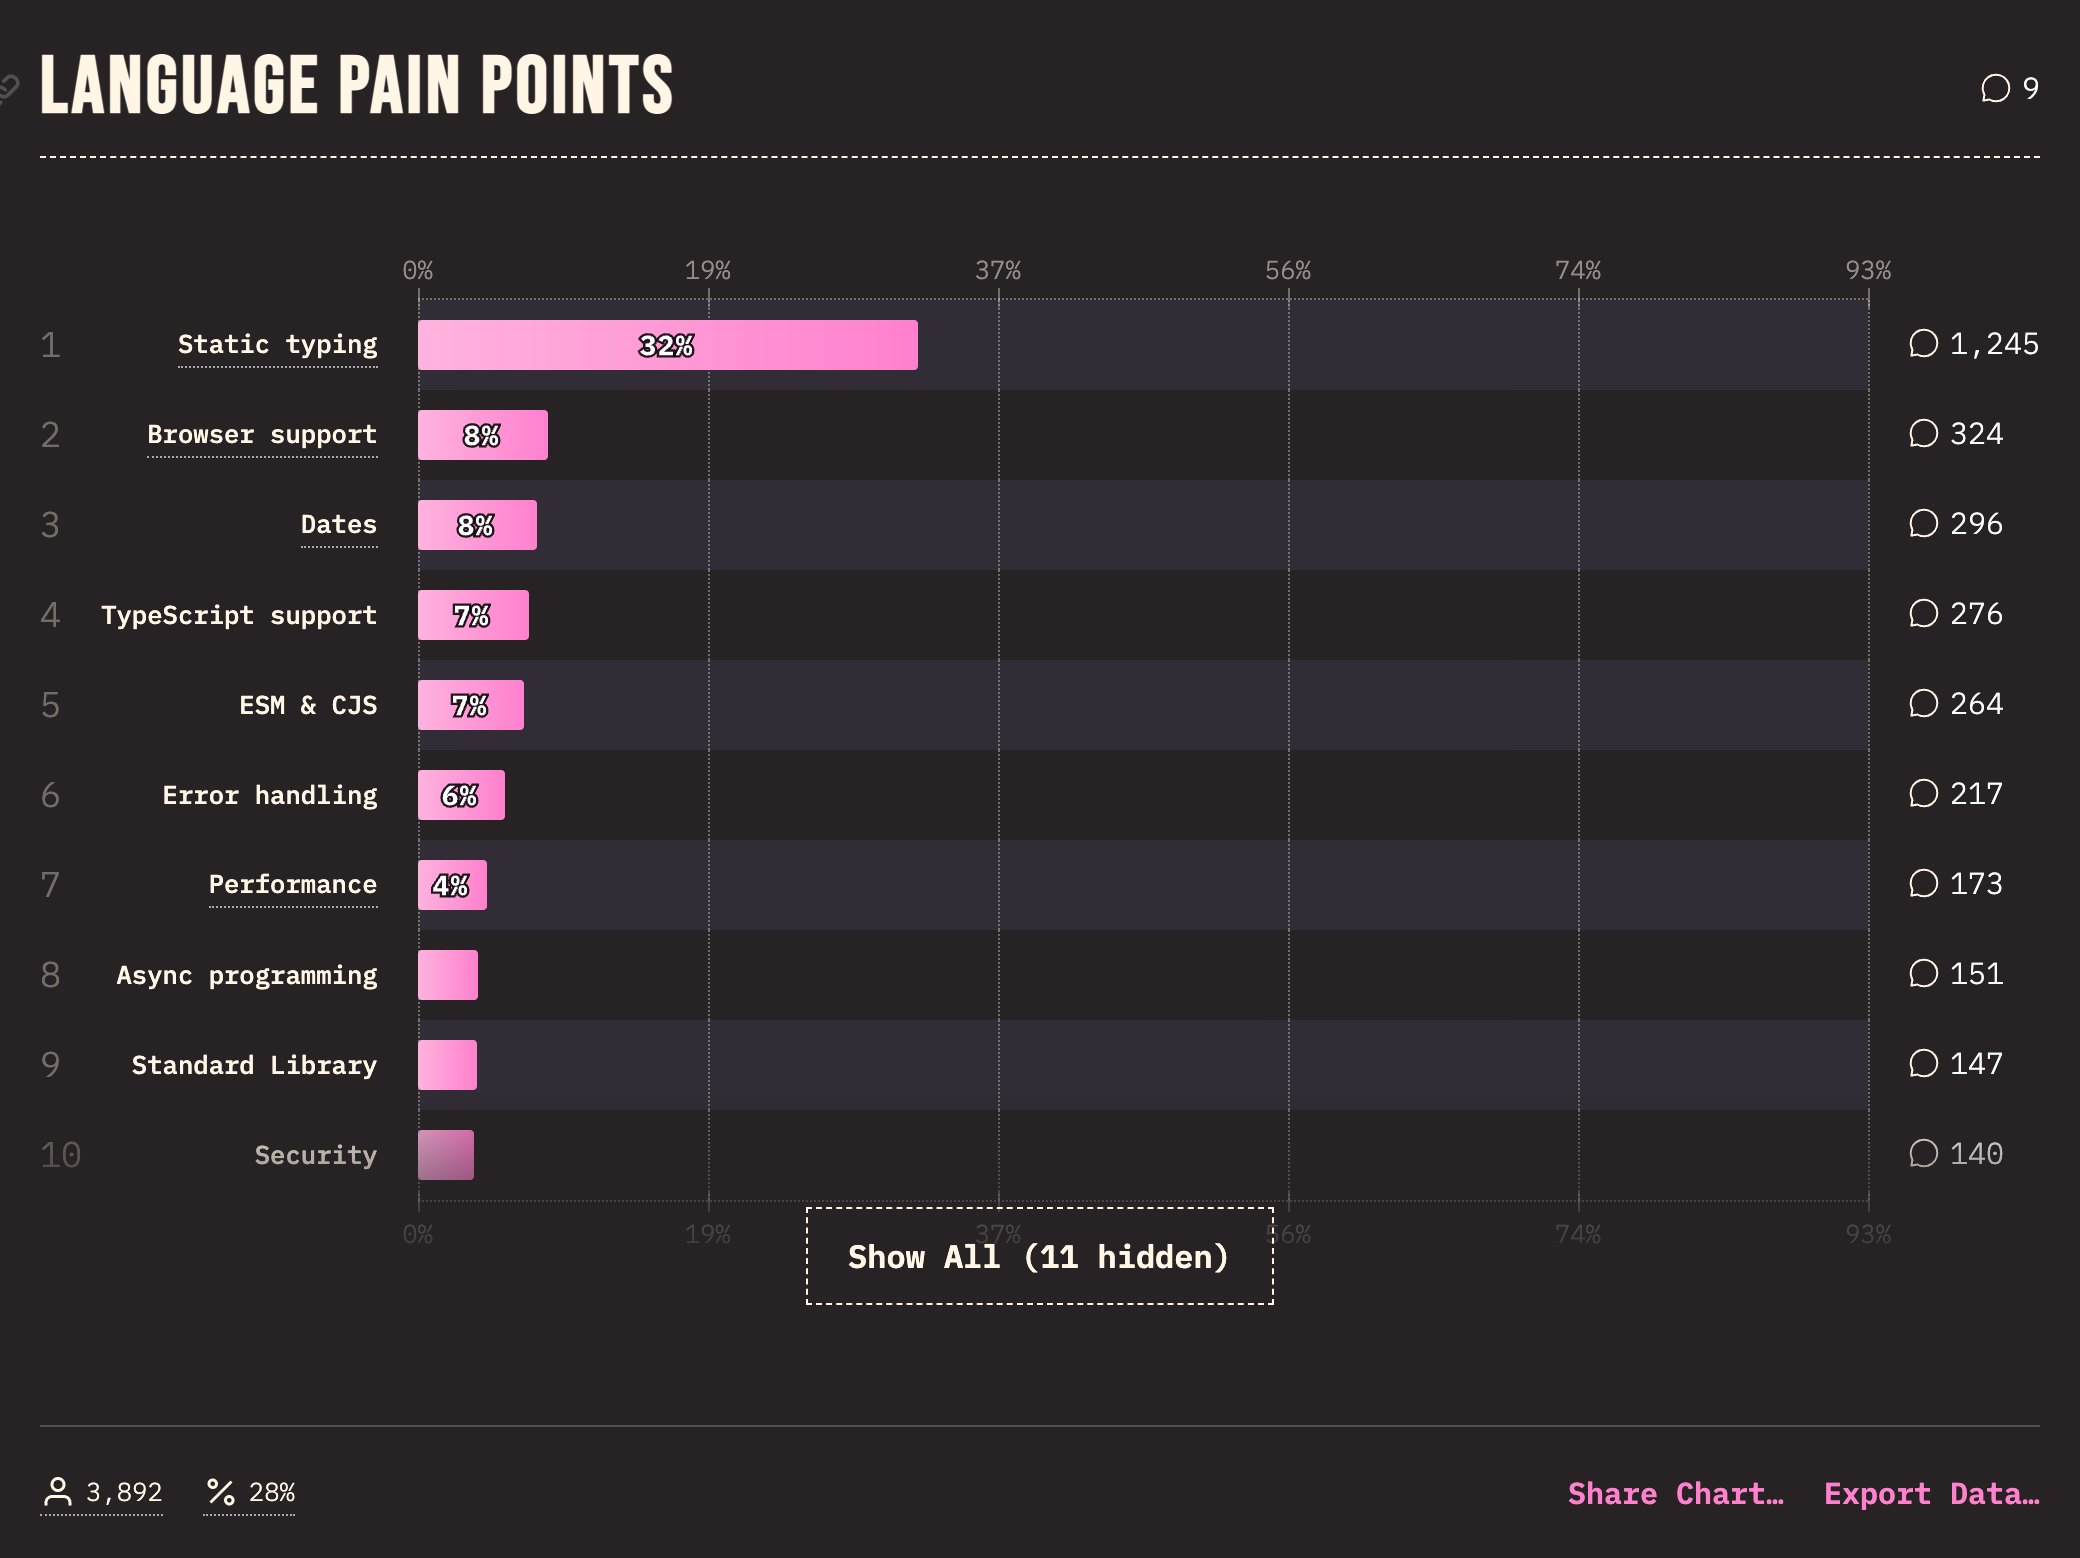 LANGUAGE PAIN POINTS
9
0% 19% 37% 56% 74% 93%
1 Static typing 32% 1,245
2 Browser support 8% 324
3 Dates 8% 296
4 TypeScript support 7% 276
5 ESM & CJS 7% 264
6 Error handling 6% 217
7 Performance 4% 173
8 Async programming 151
9 Standard Library 147
10 Security 140
0% 19% 37% 56% 74% 93%
Show All (11 hidden)
3,892 % 28% Share Chart… Export Data…